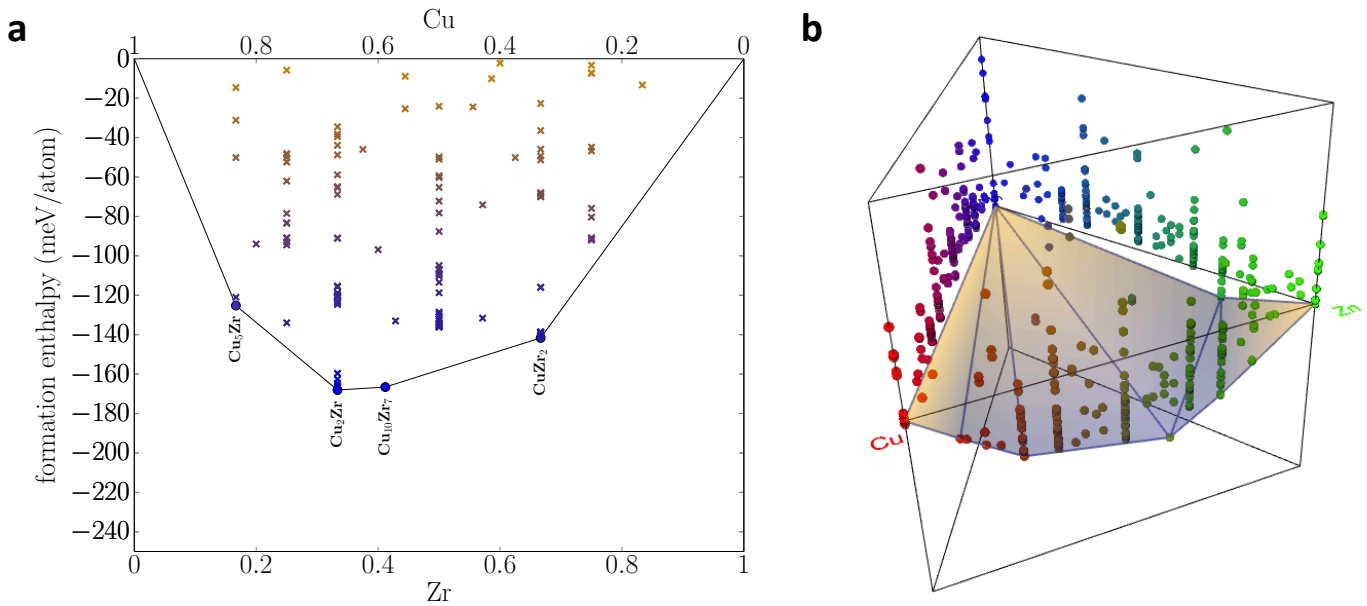 a
Cu
1 0.8 0.6 0.4 0.2 0
0
−20
−40
−60
−80
−100
−120
−140
−160
−180
−200
−220
−240
formation enthalpy (meV/atom)
Cu₅Zr
Cu₂Zr
Cu₁₀Zr₇
CuZr₂
0 0.2 0.4 0.6 0.8 1
Zr
b
Cu
Zn